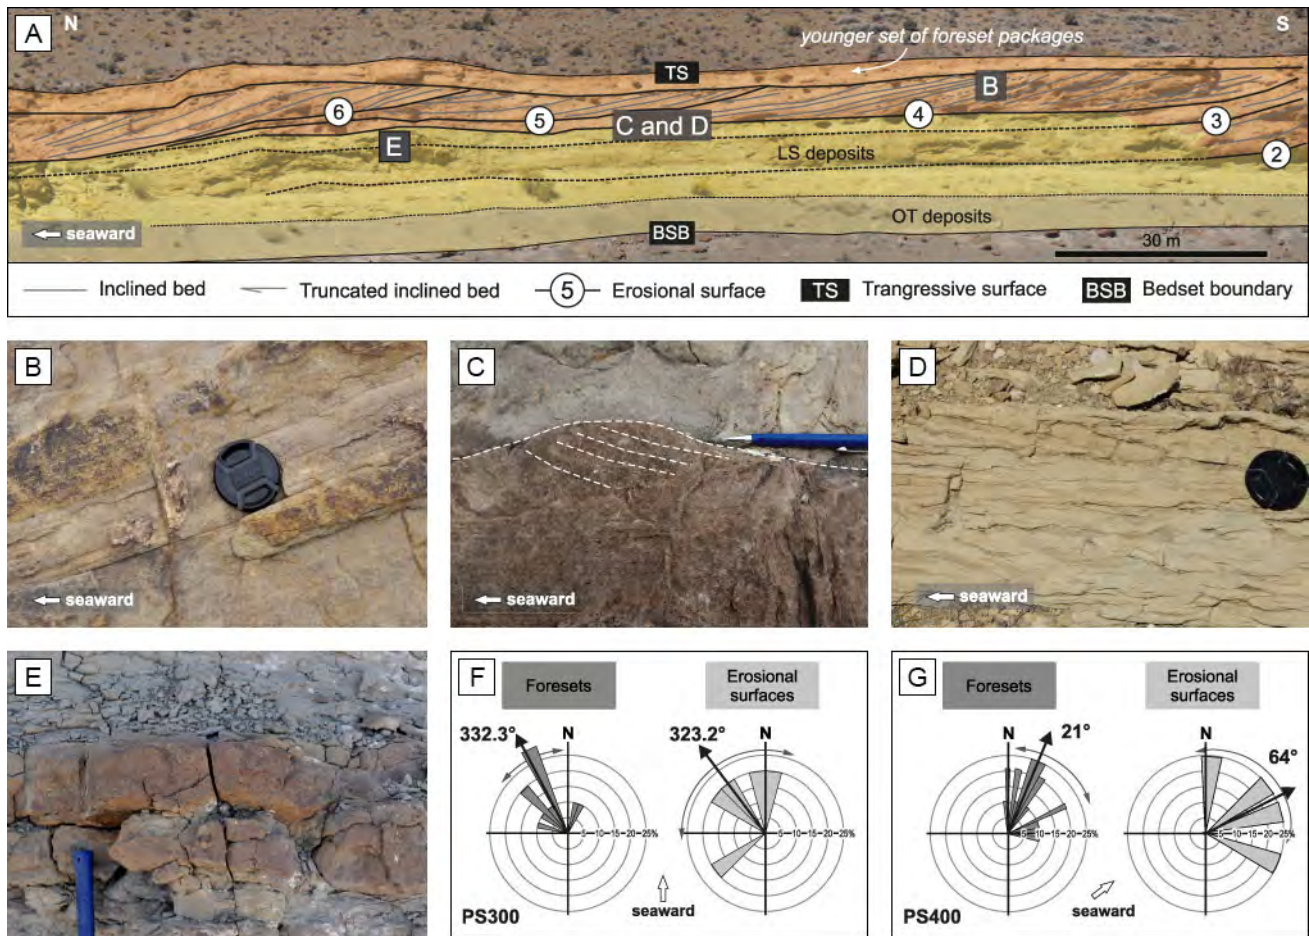 A
N
S
younger set of foreset packages
TS
B
6
5
C and D
4
3
E
LS deposits
2
OT deposits
seaward
BSB
30 m
Inclined bed
Truncated inclined bed
5
Erosional surface
TS
Trangressive surface
BSB
Bedset boundary
B
seaward
C
seaward
D
seaward
E
F
Foresets
Erosional
surfaces
332.3°
N
323.2°
N
5 10 15 20 25%
5 10 15 20 25%
PS300
seaward
G
Foresets
Erosional
surfaces
N
21°
N
64°
5 10 15 20 25%
5 10 15 20 25%
PS400
seaward